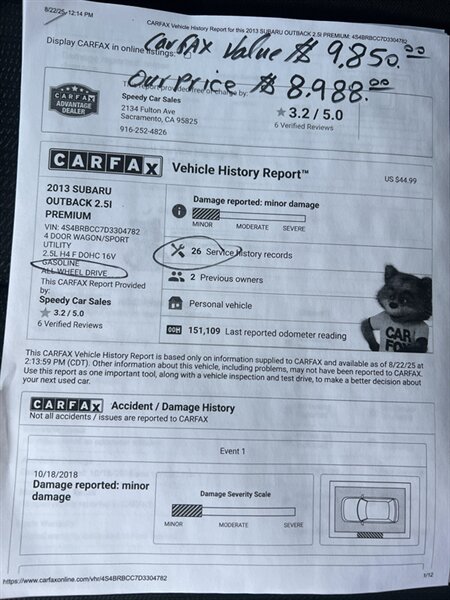 8/22/25, 12:14 PM
CARFAX Vehicle History Report for this 2013 SUBARU OUTBACK 2.5I PREMIUM: 4S4BRBCC7D3304782
CarfAX Value $ 9,850.00
Display CARFAX in online listings:
Our Price $ 8.988.00
CARFAX
ADVANTAGE
DEALER
This report provided free of charge by:
Speedy Car Sales
2134 Fulton Ave
Sacramento, CA 95825
916-252-4826
3.2 / 5.0
6 Verified Reviews
CARFAX Vehicle History Report™
US $44.99
2013 SUBARU
OUTBACK 2.5I
PREMIUM
VIN: 4S4BRBCC7D3304782
4 DOOR WAGON/SPORT
UTILITY
2.5L H4 F DOHC 16V
GASOLINE
ALL WHEEL DRIVE
This CARFAX Report Provided
by:
Speedy Car Sales
3.2 / 5.0
6 Verified Reviews
Damage reported: minor damage
MINOR MODERATE SEVERE
26 Service history records
2 Previous owners
Personal vehicle
151,109 Last reported odometer reading
CAR
FOX
This CARFAX Vehicle History Report is based only on information supplied to CARFAX and available as of 8/22/25 at
2:13:59 PM (CDT). Other information about this vehicle, including problems, may not have been reported to CARFAX.
Use this report as one important tool, along with a vehicle inspection and test drive, to make a better decision about
your next used car.
CARFAX Accident / Damage History
Not all accidents / issues are reported to CARFAX
Event 1
10/18/2018
Damage reported: minor
damage
Damage Severity Scale
MINOR MODERATE SEVERE
https://www.carfaxonline.com/vhr/4S4BRBCC7D3304782
1/12